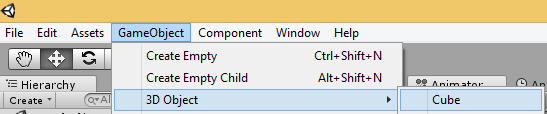 File Edit Assets GameObject Component Window Help
Create Empty Ctrl+Shift+N
Hierarchy Create Empty Child Alt+Shift+N Animator
Create 3D Object Cube